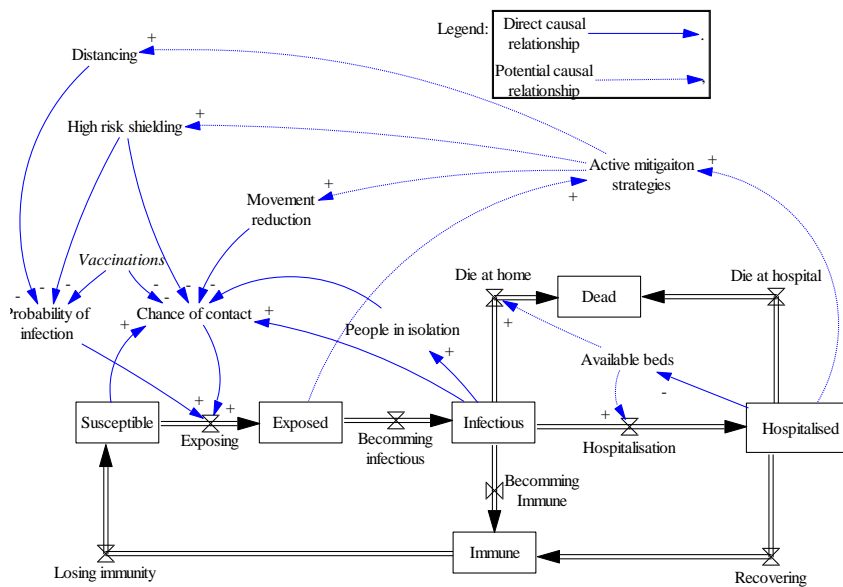 Legend:
Direct causal
relationship
Potential causal
relationship
Distancing
+
High risk shielding
+
Active mitigaiton
strategies
+
+
Movement
reduction
+
Vaccinations
-
-
-
-
-
-
-
Probability of
infection
Chance of contact
+
+
People in isolation
+
Die at home
+
Dead
Die at hospital
Available beds
-
+
+
+
Susceptible
Exposing
Exposed
Becomming
infectious
Infectious
Hospitalisation
Hospitalised
Becomming
Immune
Immune
Losing immunity
Recovering